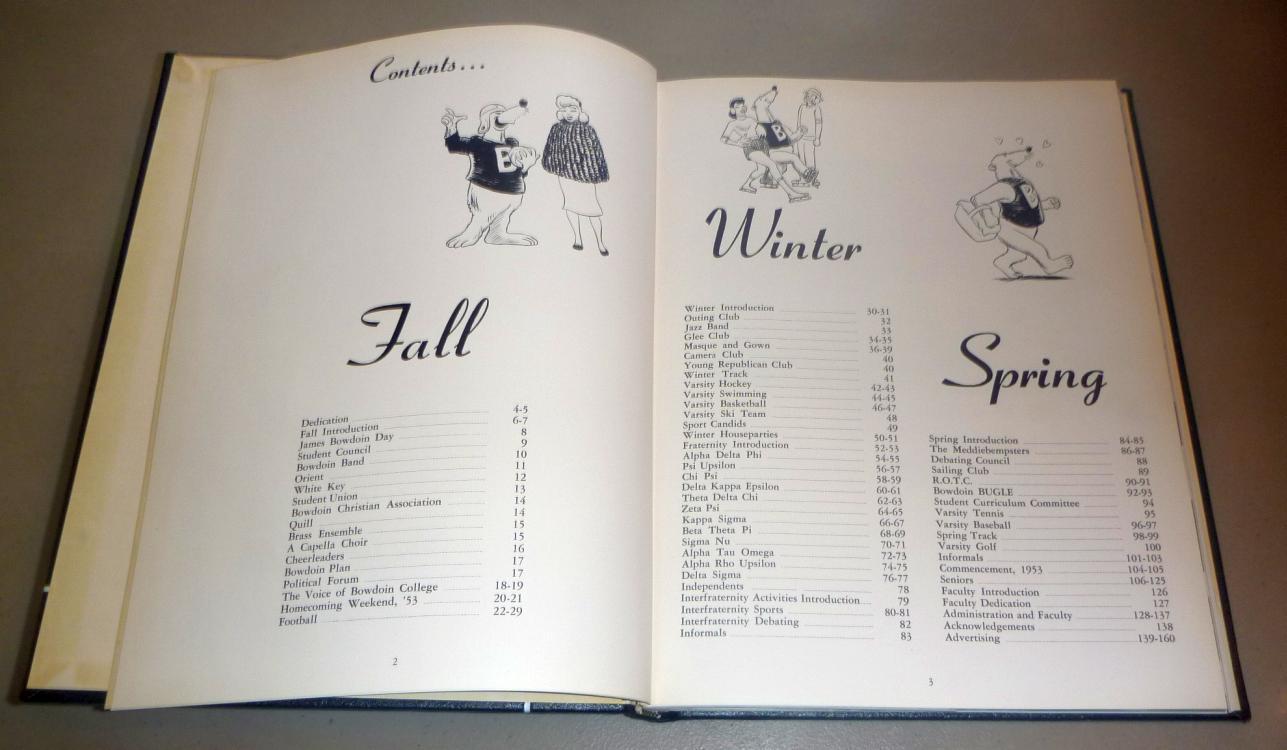 Contents...
B
Fall
Dedication 4-5
Fall Introduction 6-7
James Bowdoin Day 8
Student Council 9
Bowdoin Band 10
Orient 11
White Key 12
Student Union 13
Bowdoin Christian Association 14
Quill 14
Brass Ensemble 15
A Capella Choir 15
Cheerleaders 16
Bowdoin Plan 17
Political Forum 17
The Voice of Bowdoin College 18-19
Homecoming Weekend, '53 20-21
Football 22-29
2
B
Winter
Winter Introduction 30-31
Outing Club 32
Jazz Band 33
Glee Club 34-35
Masque and Gown 36-39
Camera Club 40
Young Republican Club 40
Winter Track 41
Varsity Hockey 42-43
Varsity Swimming 44-45
Varsity Basketball 46-47
Varsity Ski Team 48
Sport Candids 49
Winter Houseparties 50-51
Fraternity Introduction 52-53
Alpha Delta Phi 54-55
Psi Upsilon 56-57
Chi Psi 58-59
Delta Kappa Epsilon 60-61
Theta Delta Chi 62-63
Zeta Psi 64-65
Kappa Sigma 66-67
Beta Theta Pi 68-69
Sigma Nu 70-71
Alpha Tau Omega 72-73
Alpha Rho Upsilon 74-75
Delta Sigma 76-77
Independents 78
Interfraternity Activities Introduction 79
Interfraternity Sports 80-81
Interfraternity Debating 82
Informals 83
B
Spring
Spring Introduction 84-85
The Meddiebempsters 86-87
Debating Council 88
Sailing Club 89
R.O.T.C. 90-91
Bowdoin BUGLE 92-93
Student Curriculum Committee 94
Varsity Tennis 95
Varsity Baseball 96-97
Spring Track 98-99
Varsity Golf 100
Informals 101-103
Commencement, 1953 104-105
Seniors 106-125
Faculty Introduction 126
Faculty Dedication 127
Administration and Faculty 128-137
Acknowledgements 138
Advertising 139-160
3